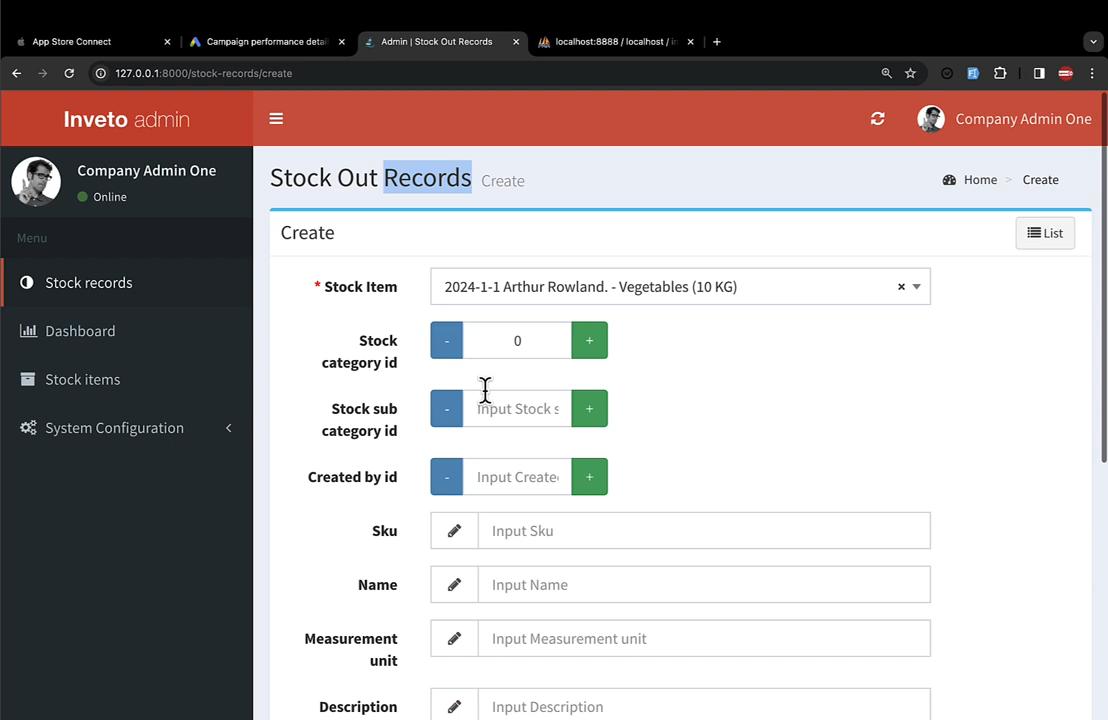 App Store Connect
Campaign performance detai
Admin | Stock Out Records
localhost:8888 / localhost / in
127.0.0.1:8000/stock-records/create
Inveto admin
Company Admin One
Company Admin One
Online
Menu
Stock records
Dashboard
Stock items
System Configuration
Stock Out Records Create
Home > Create
Create
List
* Stock Item
2024-1-1 Arthur Rowland. - Vegetables (10 KG)
×
Stock
category id
- 0 +
Stock sub
category id
- Input Stock s +
Created by id
- Input Create +
Sku
Input Sku
Name
Input Name
Measurement
unit
Input Measurement unit
Description
Input Description